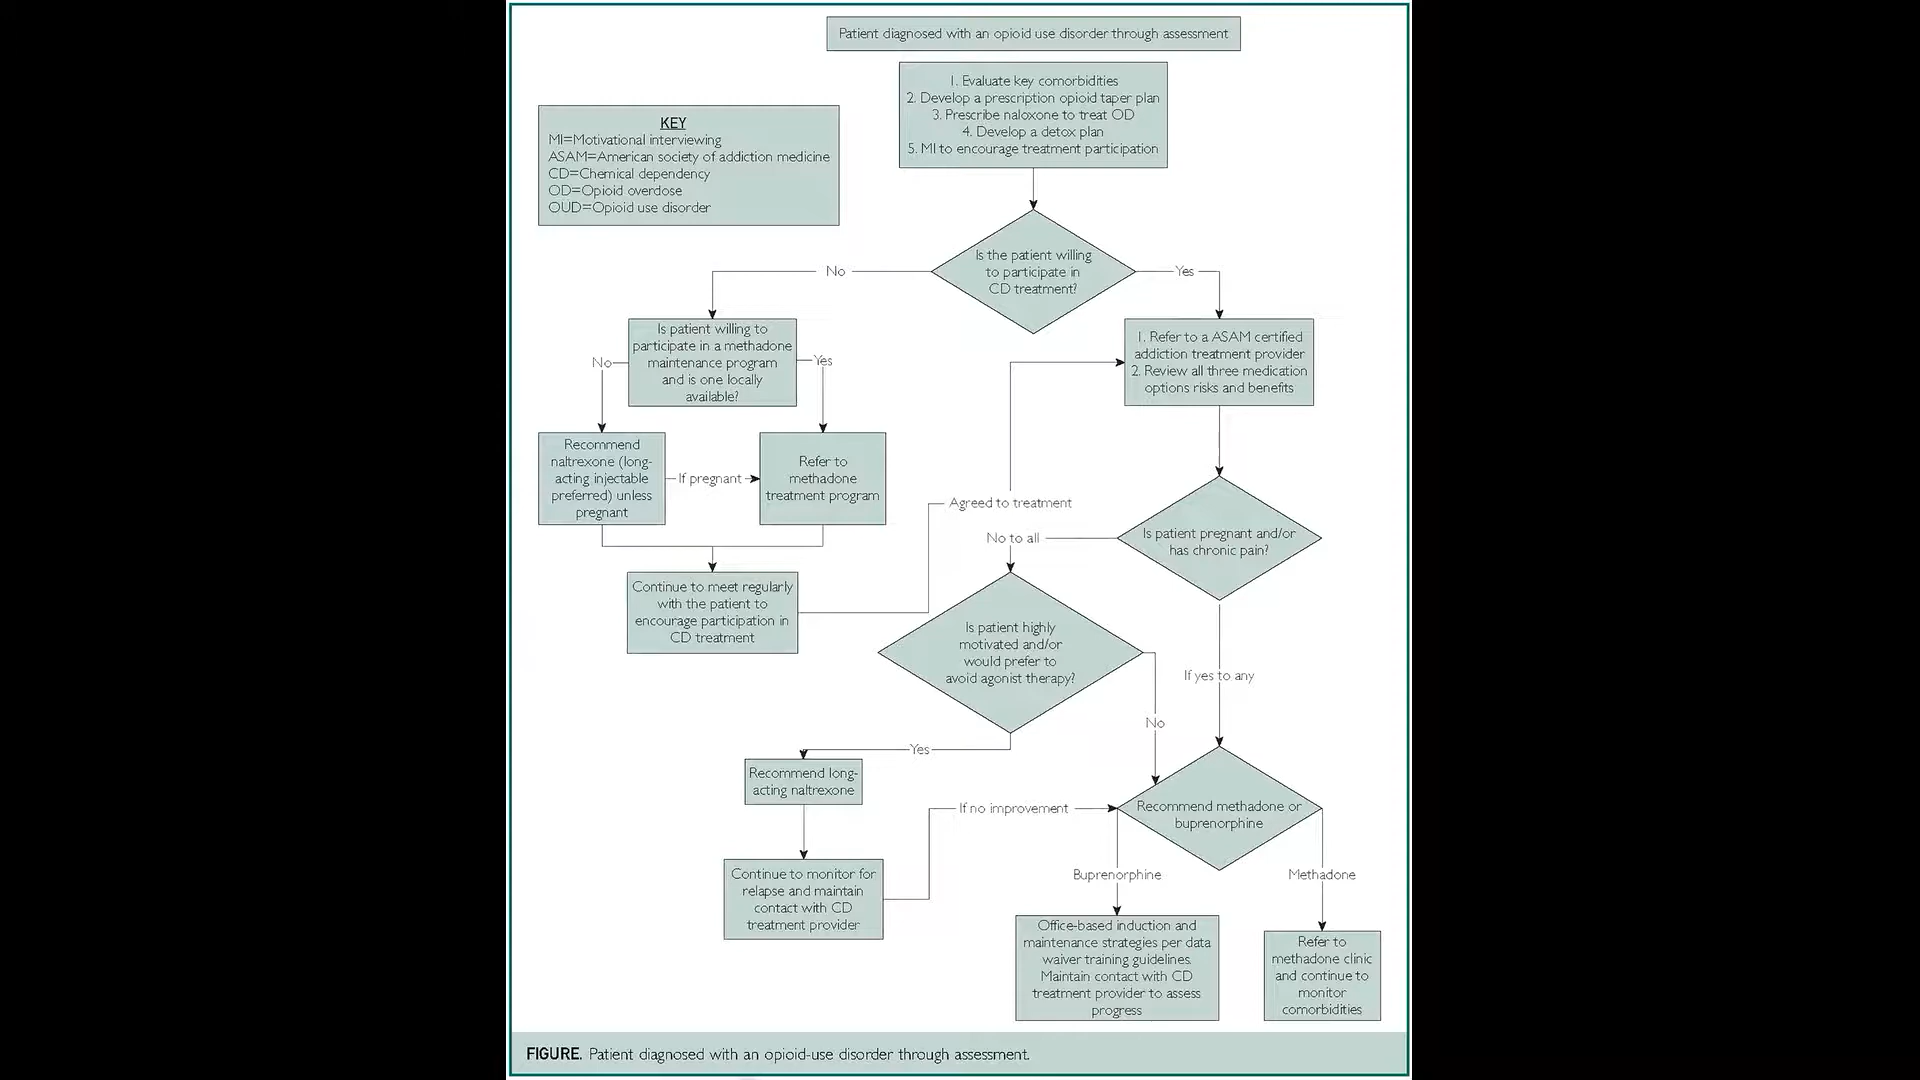 Patient diagnosed with an opioid use disorder through assessment
1. Evaluate key comorbidities
2. Develop a prescription opioid taper plan
3. Prescribe naloxone to treat OD
4. Develop a detox plan
5. MI to encourage treatment participation
KEY
MI=Motivational interviewing
ASAM=American society of addiction medicine
CD=Chemical dependency
OD=Opioid overdose
OUD=Opioid use disorder
Is the patient willing
to participate in
CD treatment?
No
Yes
Is patient willing to
participate in a methadone
maintenance program
and is one locally
available?
No
Yes
1. Refer to a ASAM certified
addiction treatment provider
2. Review all three medication
options risks and benefits
Recommend
naltrexone (long-
acting injectable
preferred) unless
pregnant
If pregnant
Refer to
methadone
treatment program
Agreed to treatment
No to all
Is patient pregnant and/or
has chronic pain?
Continue to meet regularly
with the patient to
encourage participation in
CD treatment
Is patient highly
motivated and/or
would prefer to
avoid agonist therapy?
If yes to any
No
Yes
Recommend long-
acting naltrexone
If no improvement
Recommend methadone or
buprenorphine
Continue to monitor for
relapse and maintain
contact with CD
treatment provider
Buprenorphine
Methadone
Office-based induction and
maintenance strategies per data
waiver training guidelines.
Maintain contact with CD
treatment provider to assess
progress
Refer to
methadone clinic
and continue to
monitor
comorbidities
FIGURE. Patient diagnosed with an opioid-use disorder through assessment.